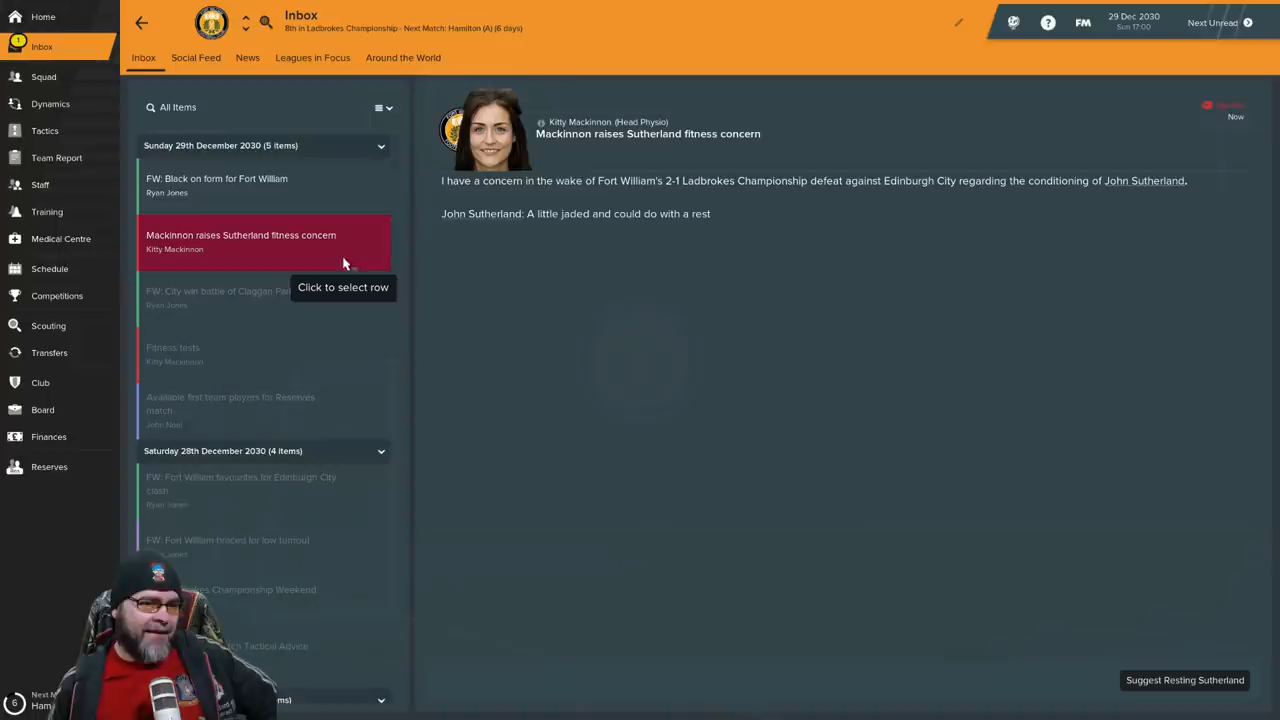 Inbox
8th in Ladbrokes Championship - Next Match: Hamilton (A) (6 days)
FM
29 Dec 2030
Sun 17:00
Next Unread
Inbox
Social Feed
News
Leagues in Focus
Around the World
Home
1
Inbox
Squad
Dynamics
Tactics
Team Report
Staff
Training
Medical Centre
Schedule
Competitions
Scouting
Transfers
Club
Board
Finances
Reserves
All Items
Sunday 29th December 2030 (5 items)
FW: Black on form for Fort William
Ryan Jones
Mackinnon raises Sutherland fitness concern
Kitty Mackinnon
Click to select row
FW: City win battle of Claggan
Ryan Jones
Fitness tests
Kitty Mackinnon
Available first team players for Reserves
match
John Noel
Saturday 28th December 2030 (4 items)
FW: Fort William favourites for Edinburgh City
clash
Ryan Jones
FW: Fort William braced for low turnout
Jones
Championship Weekend
Tactical Advice
6
Kitty Mackinnon (Head Physio)
Mackinnon raises Sutherland fitness concern
Now
I have a concern in the wake of Fort William's 2-1 Ladbrokes Championship defeat against Edinburgh City regarding the conditioning of John Sutherland.
John Sutherland: A little jaded and could do with a rest
Suggest Resting Sutherland